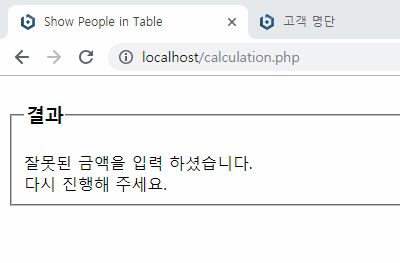 Show People in Table
고객 명단
localhost/calculation.php
결과
잘못된 금액을 입력 하셨습니다.
다시 진행해 주세요.